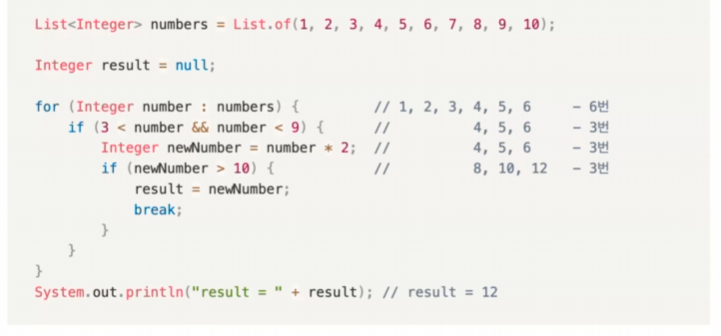 List<Integer> numbers = List.of(1, 2, 3, 4, 5, 6, 7, 8, 9, 10);
Integer result = null;
for (Integer number : numbers) {         // 1, 2, 3, 4, 5, 6     - 6번
    if (3 < number && number < 9) {      //          4, 5, 6     - 3번
        Integer newNumber = number * 2;  //          4, 5, 6     - 3번
        if (newNumber > 10) {            //          8, 10, 12   - 3번
            result = newNumber;
            break;
        }
    }
}
System.out.println("result = " + result); // result = 12